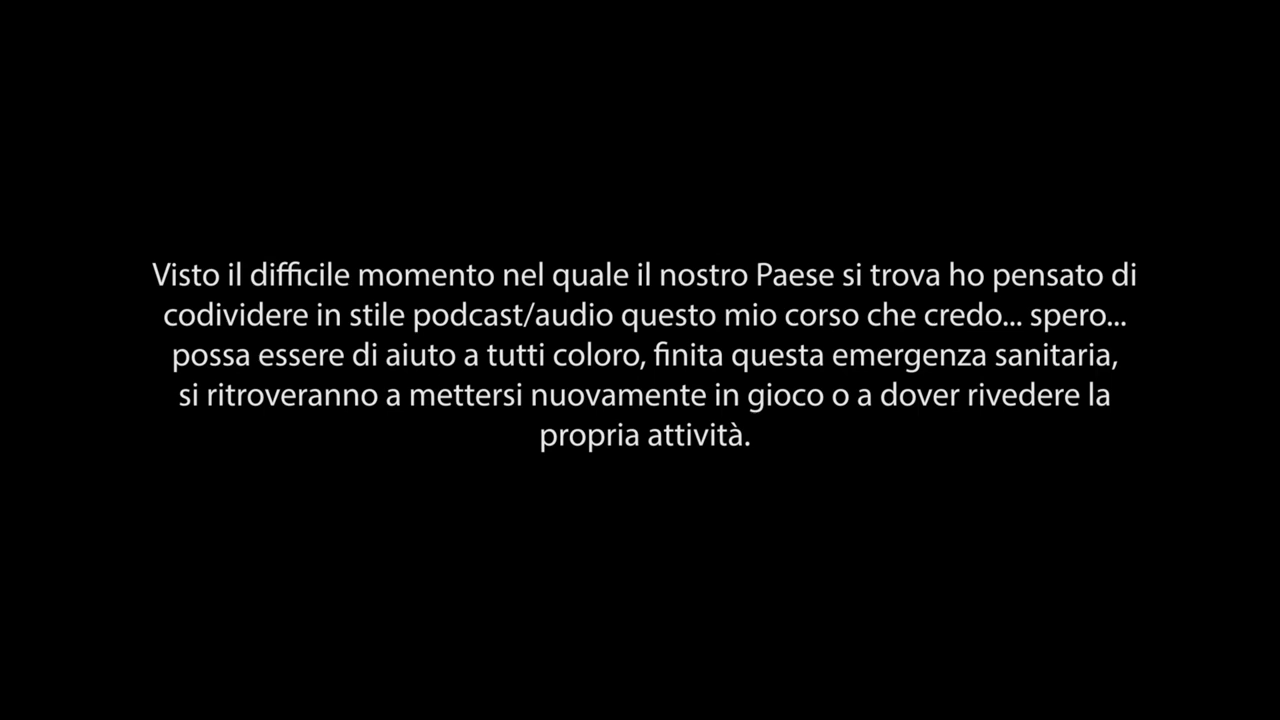 Visto il difficile momento nel quale il nostro Paese si trova ho pensato di
codividere in stile podcast/audio questo mio corso che credo... spero...
possa essere di aiuto a tutti coloro, finita questa emergenza sanitaria,
si ritroveranno a mettersi nuovamente in gioco o a dover rivedere la
propria attività.